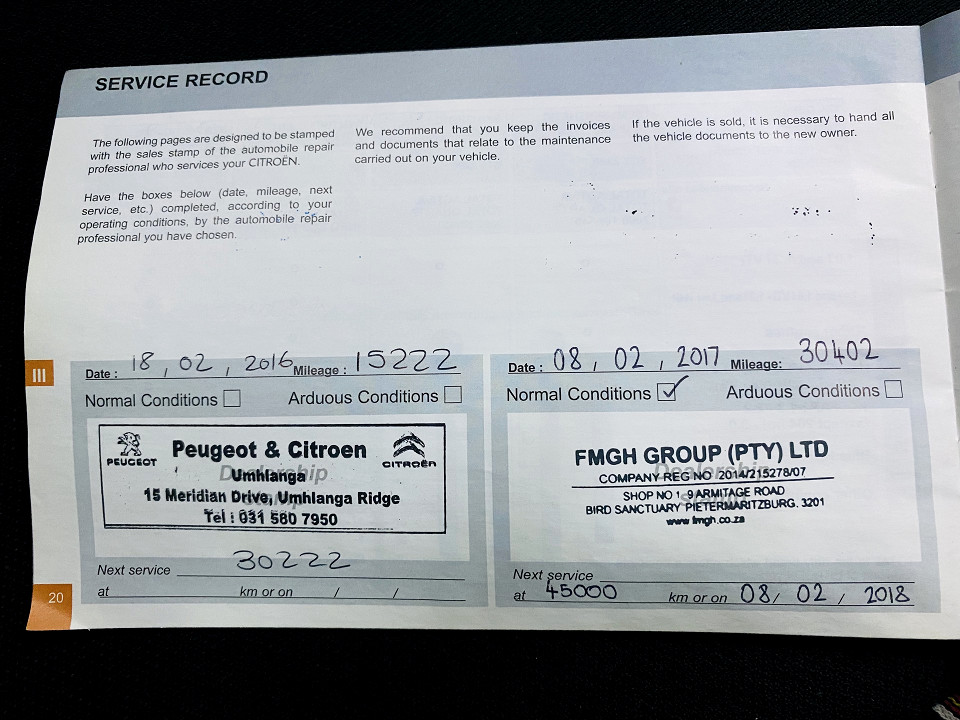 SERVICE RECORD
The following pages are designed to be stamped
with the sales stamp of the automobile repair
professional who services your CITROËN.
Have the boxes below (date, mileage, next
service, etc.) completed, according to your
operating conditions, by the automobile repair
professional you have chosen.
We recommend that you keep the invoices
and documents that relate to the maintenance
carried out on your vehicle.
If the vehicle is sold, it is necessary to hand all
the vehicle documents to the new owner.
III
Date : 18 , 02 , 2016 Mileage : 15222
Normal Conditions Arduous Conditions
PEUGEOT
Peugeot & Citroen
CITROËN
Dealership
Umhlanga
15 Meridian Drive, Umhlanga Ridge
Tel : 031 580 7950
Next service 30222
at km or on / /
Date : 08 , 02 , 2017 Mileage: 30402
Normal Conditions ✓ Arduous Conditions
FMGH GROUP (PTY) LTD
Dealership
COMPANY REG NO 2014/215278/07
stamp
SHOP NO 1, 9 ARMITAGE ROAD
BIRD SANCTUARY PIETERMARITZBURG. 3201
www.fmgh.co.za
Next service
at 45000 km or on 08/ 02 / 2018
20